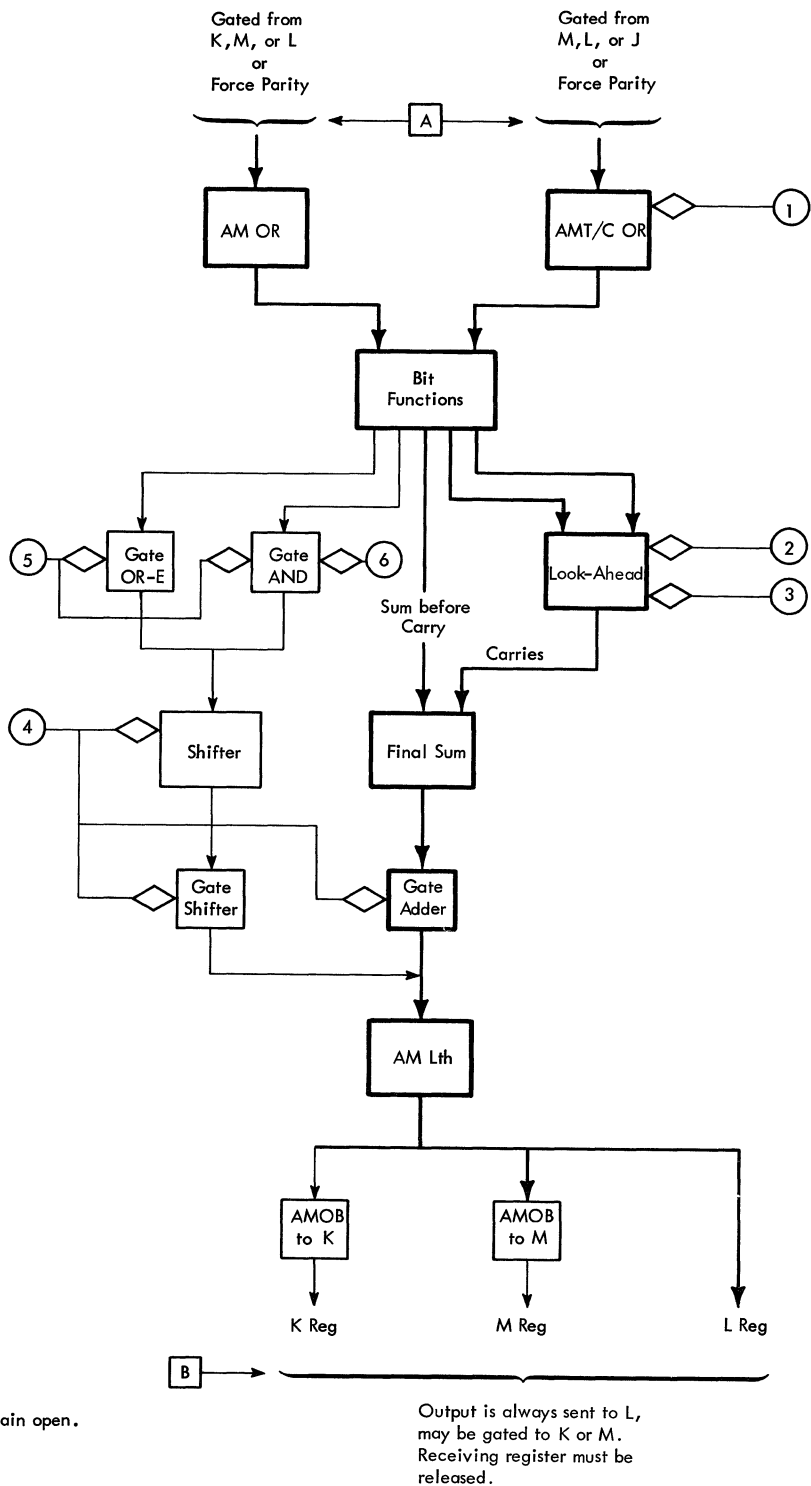 Gated from
K,M, or L
or
Force Parity
Gated from
M,L, or J
or
Force Parity
A
AM OR
AMT/C OR
1
Bit
Functions
5
Gate
OR-E
Gate
AND
6
Look-Ahead
2
3
Sum before
Carry
Carries
4
Shifter
Final Sum
Gate
Shifter
Gate
Adder
AM Lth
AMOB
to K
AMOB
to M
K Reg
M Reg
L Reg
B
ain open.
Output is always sent to L,
may be gated to K or M.
Receiving register must be
released.